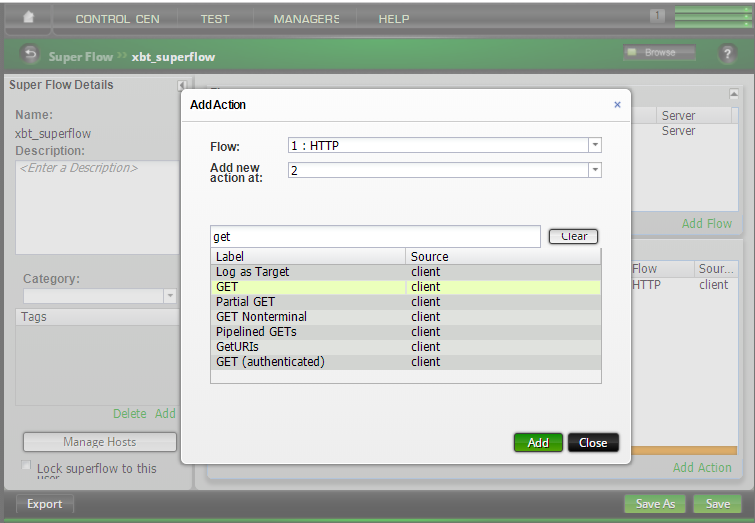 CONTROL CEN TEST MANAGERS HELP 1
Super Flow >> xbt_superflow Browse ?
Super Flow Details
Name:
xbt_superflow
Description:
<Enter a Description>
Category:
Tags
Delete Add
Manage Hosts
Lock superflow to this
Export
Server
Server
Add Flow
Flow Sour...
HTTP client
Add Action
Save As Save
Add Action ×
Flow: 1 : HTTP
Add new
action at: 2
get Clear
Label Source
Log as Target client
GET client
Partial GET client
GET Nonterminal client
Pipelined GETs client
GetURIs client
GET (authenticated) client
Add Close